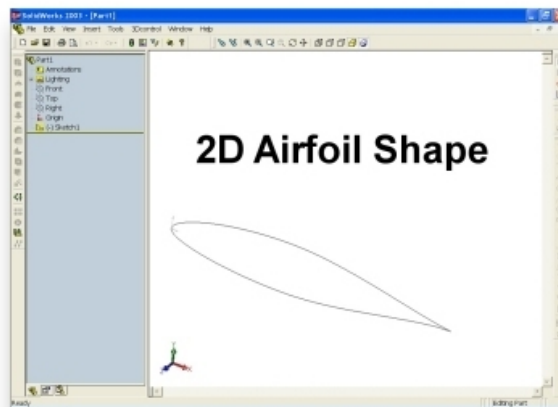 SolidWorks 2003 - [Part1]
File Edit View Insert Tools 3Dcontrol Window Help
Part1
Annotations
Lighting
Front
Top
Right
Origin
(-) Sketch1
2D Airfoil Shape
Y
Ready
Editing Part